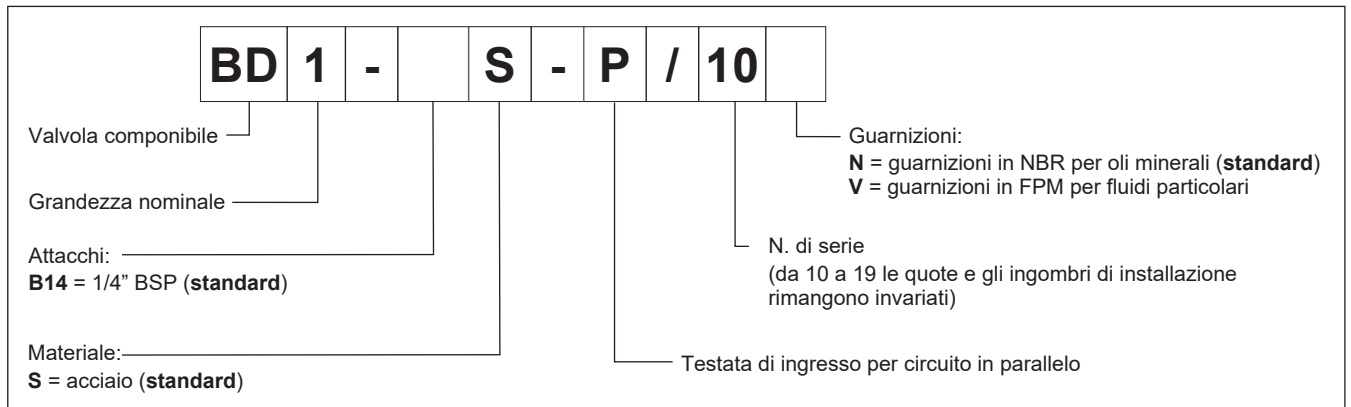 BD 1 - S - P / 10
Valvola componibile
Grandezza nominale
Attacchi:
B14 = 1/4” BSP (standard)
Materiale:
S = acciaio (standard)
Guarnizioni:
N = guarnizioni in NBR per oli minerali (standard)
V = guarnizioni in FPM per fluidi particolari
N. di serie
(da 10 a 19 le quote e gli ingombri di installazione
rimangono invariati)
Testata di ingresso per circuito in parallelo